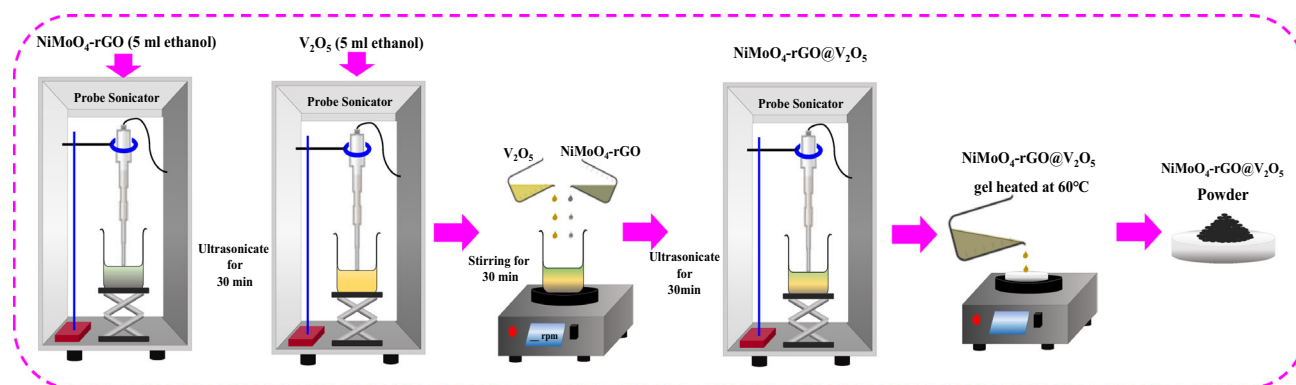 NiMoO₄-rGO (5 ml ethanol)
Probe Sonicator
Ultrasonicate
for
30 min
V₂O₅ (5 ml ethanol)
Probe Sonicator
V₂O₅
NiMoO₄-rGO
Stirring for
30 min
__ rpm
NiMoO₄-rGO@V₂O₅
Probe Sonicator
Ultrasonicate
for
30min
NiMoO₄-rGO@V₂O₅
gel heated at 60℃
NiMoO₄-rGO@V₂O₅
Powder